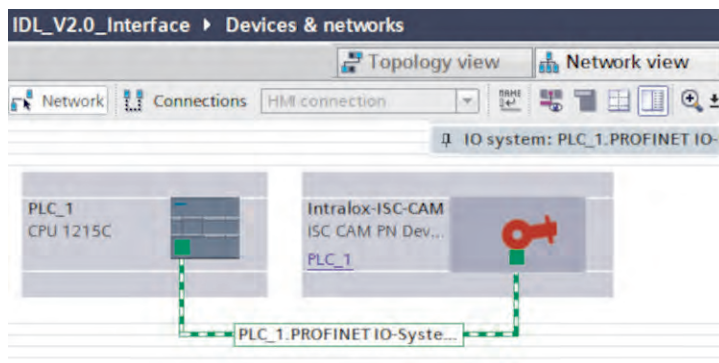 IDL_V2.0_Interface ▸ Devices & networks
Topology view Network view
Network Connections HMI connection
IO system: PLC_1.PROFINET IO-
PLC_1
CPU 1215C
Intralox-ISC-CAM
ISC CAM PN Dev...
PLC_1
PLC_1.PROFINET IO-Syste...